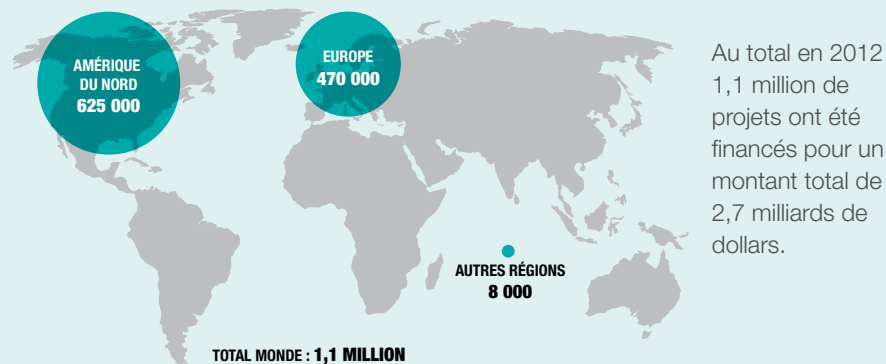 AMÉRIQUE
DU NORD
625 000
EUROPE
470 000
AUTRES RÉGIONS
8 000
TOTAL MONDE : 1,1 MILLION
Au total en 2012
1,1 million de
projets ont été
financés pour un
montant total de
2,7 milliards de
dollars.